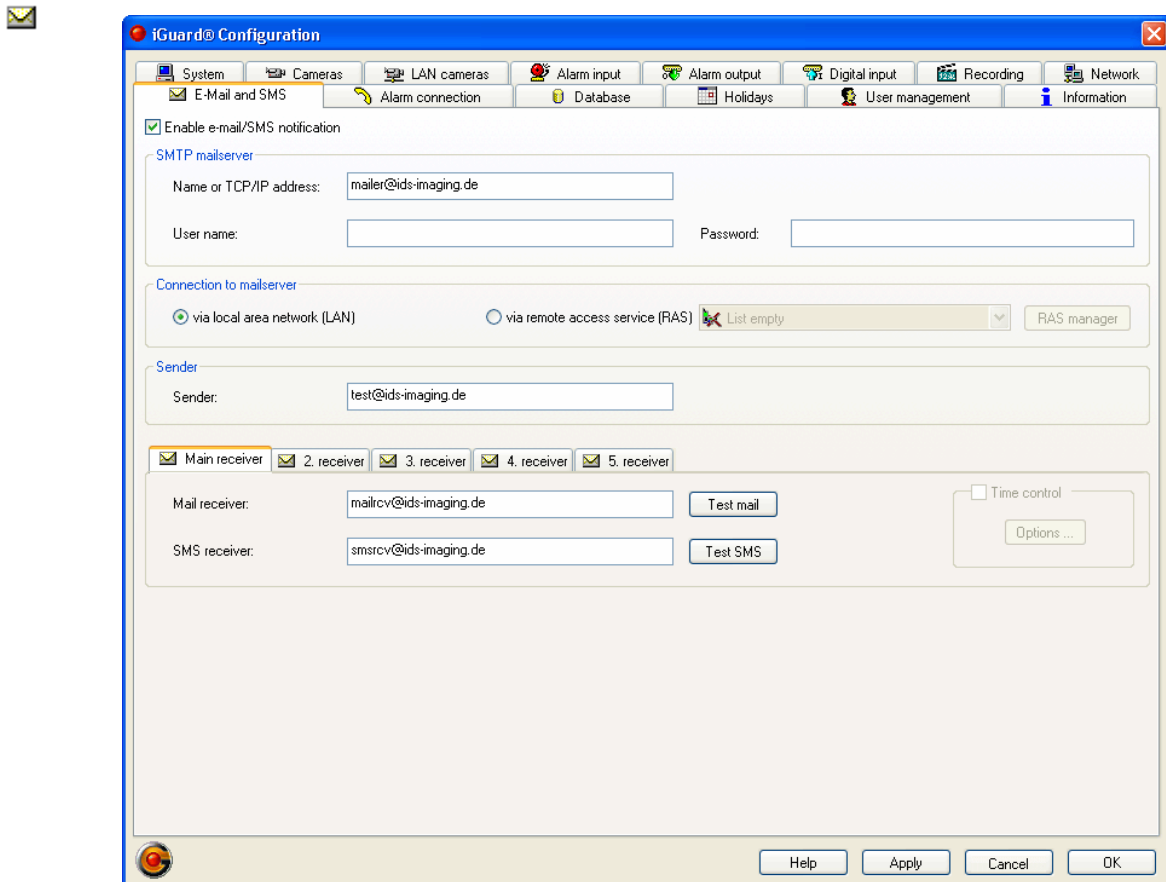 iGuard® Configuration
System Cameras LAN cameras Alarm input Alarm output Digital input Recording Network
E-Mail and SMS Alarm connection Database Holidays User management Information
Enable e-mail/SMS notification
SMTP mailserver
Name or TCP/IP address: mailer@ids-imaging.de
User name: Password:
Connection to mailserver
via local area network (LAN) via remote access service (RAS) List empty RAS manager
Sender
Sender: test@ids-imaging.de
Main receiver 2. receiver 3. receiver 4. receiver 5. receiver
Mail receiver: mailrcv@ids-imaging.de Test mail Time control
Options ...
SMS receiver: smsrcv@ids-imaging.de Test SMS
Help Apply Cancel OK